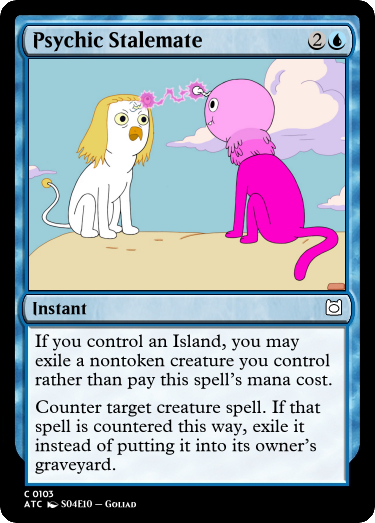 Psychic Stalemate 2
Instant
If you control an Island, you may
exile a nontoken creature you control
rather than pay this spell's mana cost.
Counter target creature spell. If that
spell is countered this way, exile it
instead of putting it into its owner's
graveyard.
C 0103
ATC S04E10 – Goliad